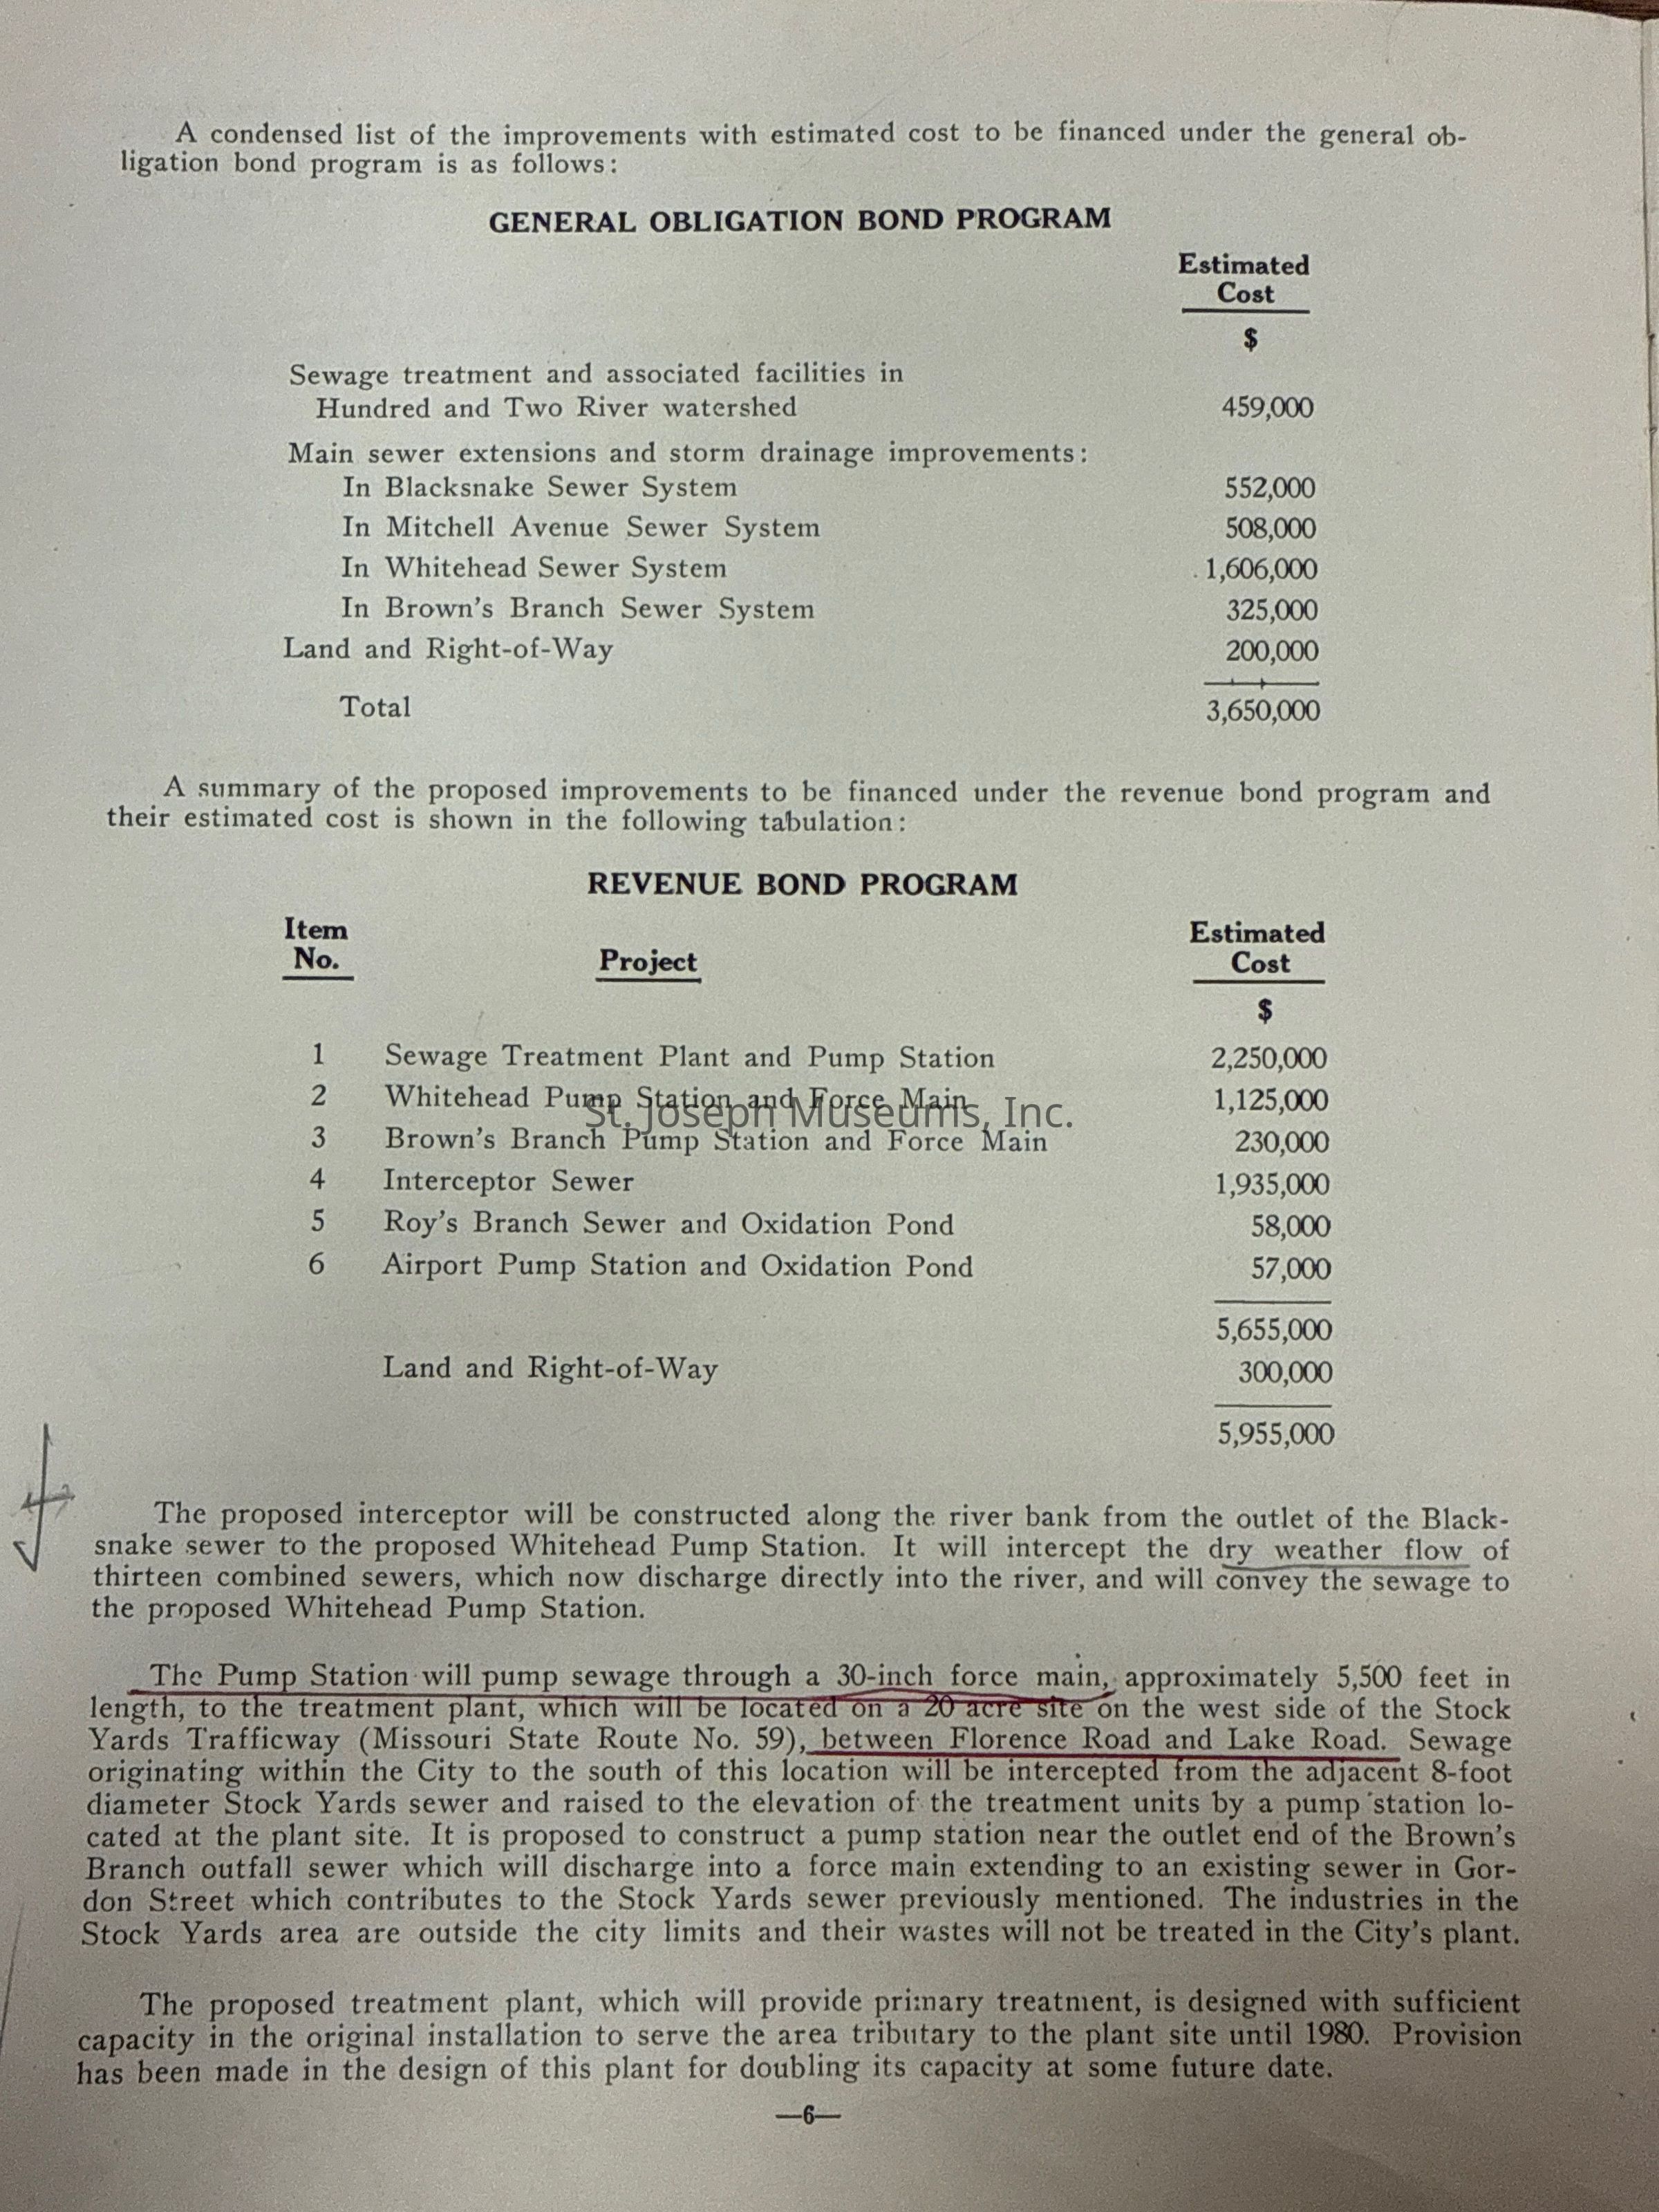 A condensed list of the improvements with estimated cost to be financed under the general ob-
ligation bond program is as follows:
GENERAL OBLIGATION BOND PROGRAM
Estimated
Cost
$
Sewage treatment and associated facilities in
Hundred and Two River watershed 459,000
Main sewer extensions and storm drainage improvements:
In Blacksnake Sewer System 552,000
In Mitchell Avenue Sewer System 508,000
In Whitehead Sewer System 1,606,000
In Brown's Branch Sewer System 325,000
Land and Right-of-Way 200,000
Total 3,650,000
A summary of the proposed improvements to be financed under the revenue bond program and
their estimated cost is shown in the following tabulation:
REVENUE BOND PROGRAM
Item Estimated
No. Project Cost
$
1 Sewage Treatment Plant and Pump Station 2,250,000
2 Whitehead Pump Station and Force Main 1,125,000
St. Joseph Museums, Inc.
3 Brown's Branch Pump Station and Force Main 230,000
4 Interceptor Sewer 1,935,000
5 Roy's Branch Sewer and Oxidation Pond 58,000
6 Airport Pump Station and Oxidation Pond 57,000
5,655,000
Land and Right-of-Way 300,000
5,955,000
The proposed interceptor will be constructed along the river bank from the outlet of the Black-
snake sewer to the proposed Whitehead Pump Station. It will intercept the dry weather flow of
thirteen combined sewers, which now discharge directly into the river, and will convey the sewage to
the proposed Whitehead Pump Station.
The Pump Station will pump sewage through a 30-inch force main, approximately 5,500 feet in
length, to the treatment plant, which will be located on a 20 acre site on the west side of the Stock
Yards Trafficway (Missouri State Route No. 59), between Florence Road and Lake Road. Sewage
originating within the City to the south of this location will be intercepted from the adjacent 8-foot
diameter Stock Yards sewer and raised to the elevation of the treatment units by a pump station lo-
cated at the plant site. It is proposed to construct a pump station near the outlet end of the Brown's
Branch outfall sewer which will discharge into a force main extending to an existing sewer in Gor-
don Street which contributes to the Stock Yards sewer previously mentioned. The industries in the
Stock Yards area are outside the city limits and their wastes will not be treated in the City's plant.
The proposed treatment plant, which will provide primary treatment, is designed with sufficient
capacity in the original installation to serve the area tributary to the plant site until 1980. Provision
has been made in the design of this plant for doubling its capacity at some future date.
—6—